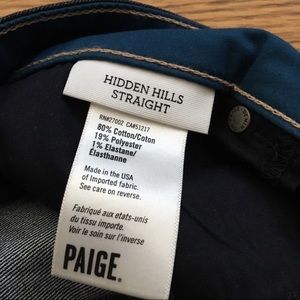 HIDDEN HILLS
STRAIGHT
RN#27002 CA#51217
80% Cotton/Coton
19% Polyester
1% Elastane/
Elasthanne
Made in the USA
of Imported fabric.
See care on reverse.
Fabriqué aux etats-unis
du tissu importe.
Voir le soin sur l'inverse
PAIGE.